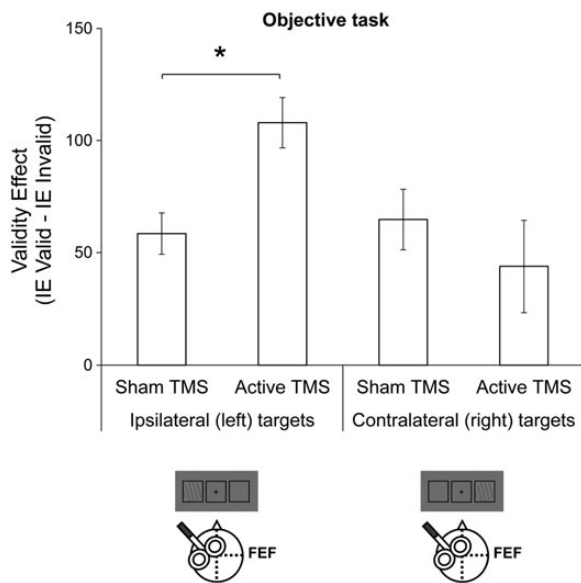 Objective task
150
*
100
Validity Effect
(IE Valid - IE Invalid)
50
0
Sham TMS Active TMS Sham TMS Active TMS
Ipsilateral (left) targets Contralateral (right) targets
FEF FEF